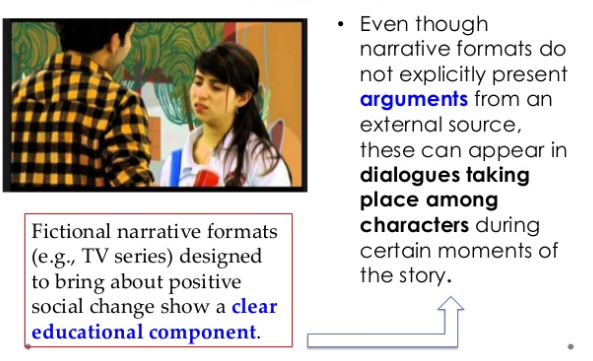 • Even though
narrative formats do
not explicitly present
arguments from an
external source,
these can appear in
dialogues taking
place among
characters during
certain moments of
the story.
Fictional narrative formats
(e.g., TV series) designed
to bring about positive
social change show a clear
educational component.